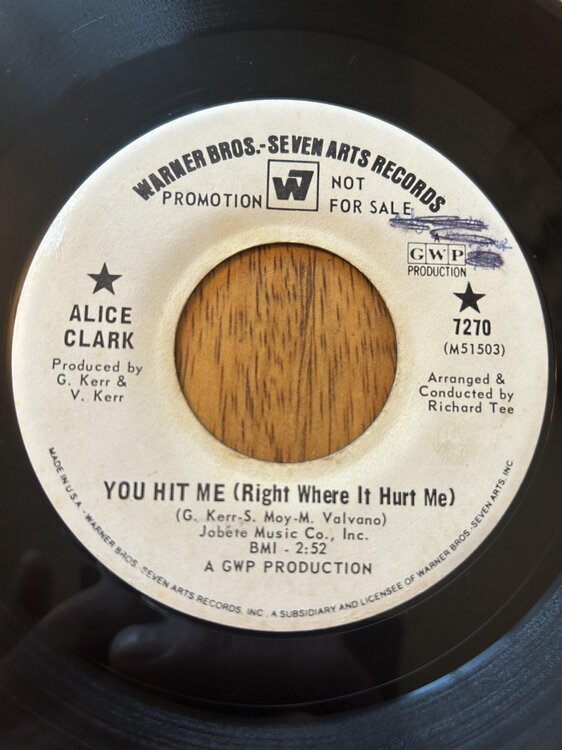 WARNER BROS.-SEVEN ARTS RECORDS
PROMOTION W7 NOT
FOR SALE
GWP
PRODUCTION
ALICE
CLARK
Produced by
G. Kerr &
V. Kerr
7270
(M51503)
Arranged &
Conducted by
Richard Tee
YOU HIT ME (Right Where It Hurt Me)
(G. Kerr-S. Moy-M. Valvano)
Jobete Music Co., Inc.
BMI - 2:52
A GWP PRODUCTION
MADE IN U.S.A. - WARNER BROS.-SEVEN ARTS RECORDS, INC., A SUBSIDIARY AND LICENSEE OF WARNER BROS.-SEVEN ARTS, INC.